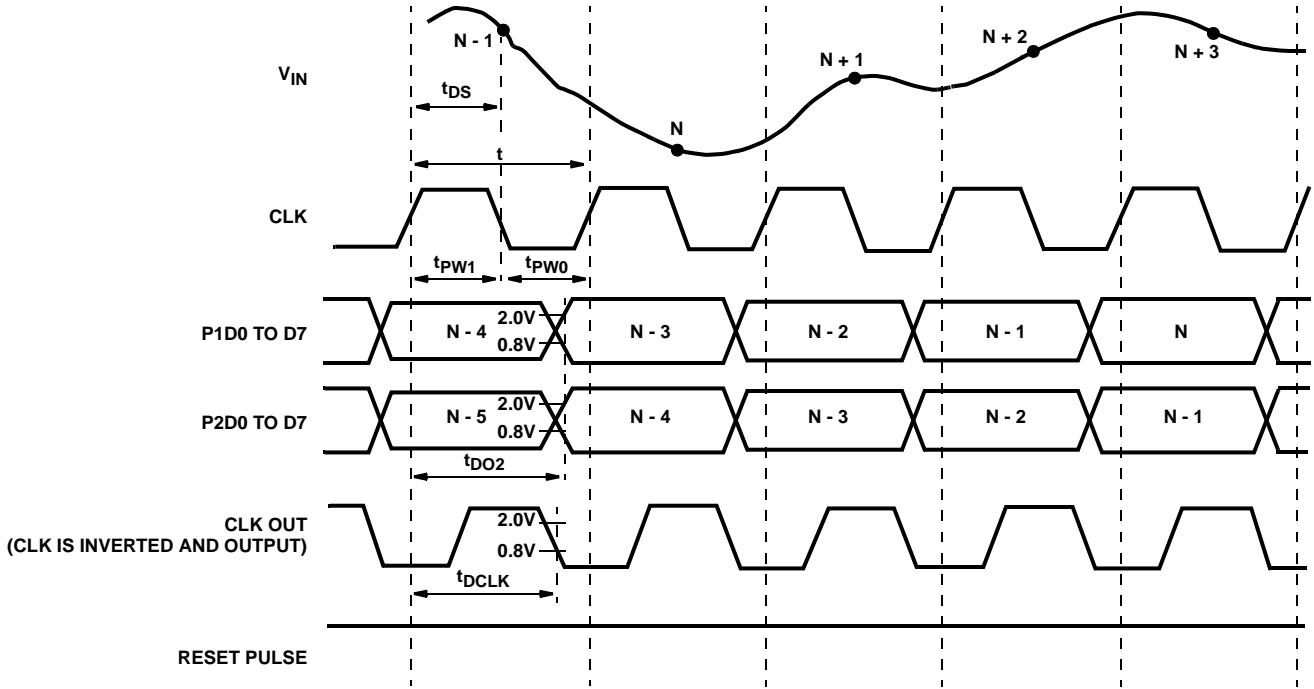 N - 1
N + 1
N + 2
N + 3
VIN
tDS
N
t
CLK
tPW1
tPW0
P1D0 TO D7
N - 4
2.0V
0.8V
N - 3
N - 2
N - 1
N
P2D0 TO D7
N - 5
2.0V
0.8V
N - 4
N - 3
N - 2
N - 1
tDO2
CLK OUT
(CLK IS INVERTED AND OUTPUT)
2.0V
0.8V
tDCLK
RESET PULSE